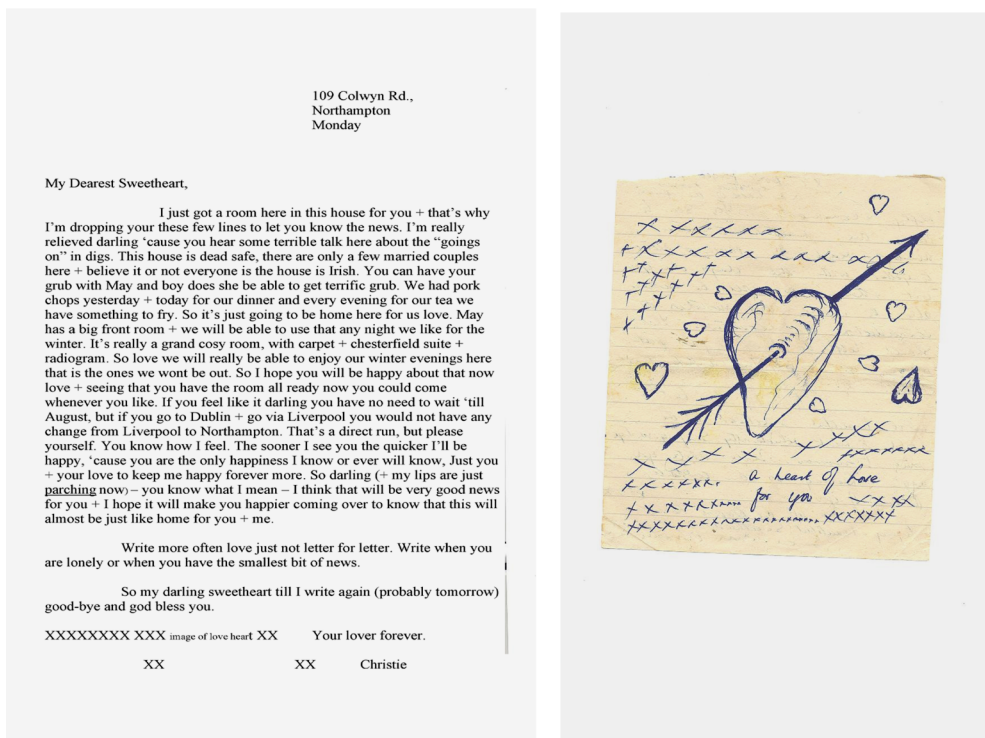 109 Colwyn Rd.,
Northampton
Monday
My Dearest Sweetheart,
I just got a room here in this house for you + that's why
I'm dropping your these few lines to let you know the news. I'm really
relieved darling ‘cause you hear some terrible talk here about the “goings
on” in digs. This house is dead safe, there are only a few married couples
here + believe it or not everyone is the house is Irish. You can have your
grub with May and boy does she be able to get terrific grub. We had pork
chops yesterday + today for our dinner and every evening for our tea we
have something to fry. So it's just going to be home here for us love. May
has a big front room + we will be able to use that any night we like for the
winter. It's really a grand cosy room, with carpet + chesterfield suite +
radiogram. So love we will really be able to enjoy our winter evenings here
that is the ones we wont be out. So I hope you will be happy about that now
love + seeing that you have the room all ready now you could come
whenever you like. If you feel like it darling you have no need to wait ‘till
August, but if you go to Dublin + go via Liverpool you would not have any
change from Liverpool to Northampton. That's a direct run, but please
yourself. You know how I feel. The sooner I see you the quicker I'll be
happy, ‘cause you are the only happiness I know or ever will know, Just you
+ your love to keep me happy forever more. So darling (+ my lips are just
parching now) – you know what I mean – I think that will be very good news
for you + I hope it will make you happier coming over to know that this will
almost be just like home for you + me.
Write more often love just not letter for letter. Write when you
are lonely or when you have the smallest bit of news.
So my darling sweetheart till I write again (probably tomorrow)
good-bye and god bless you.
XXXXXXXX XXX image of love heart XX Your lover forever.
XX XX Christie
a heart of Love
for you